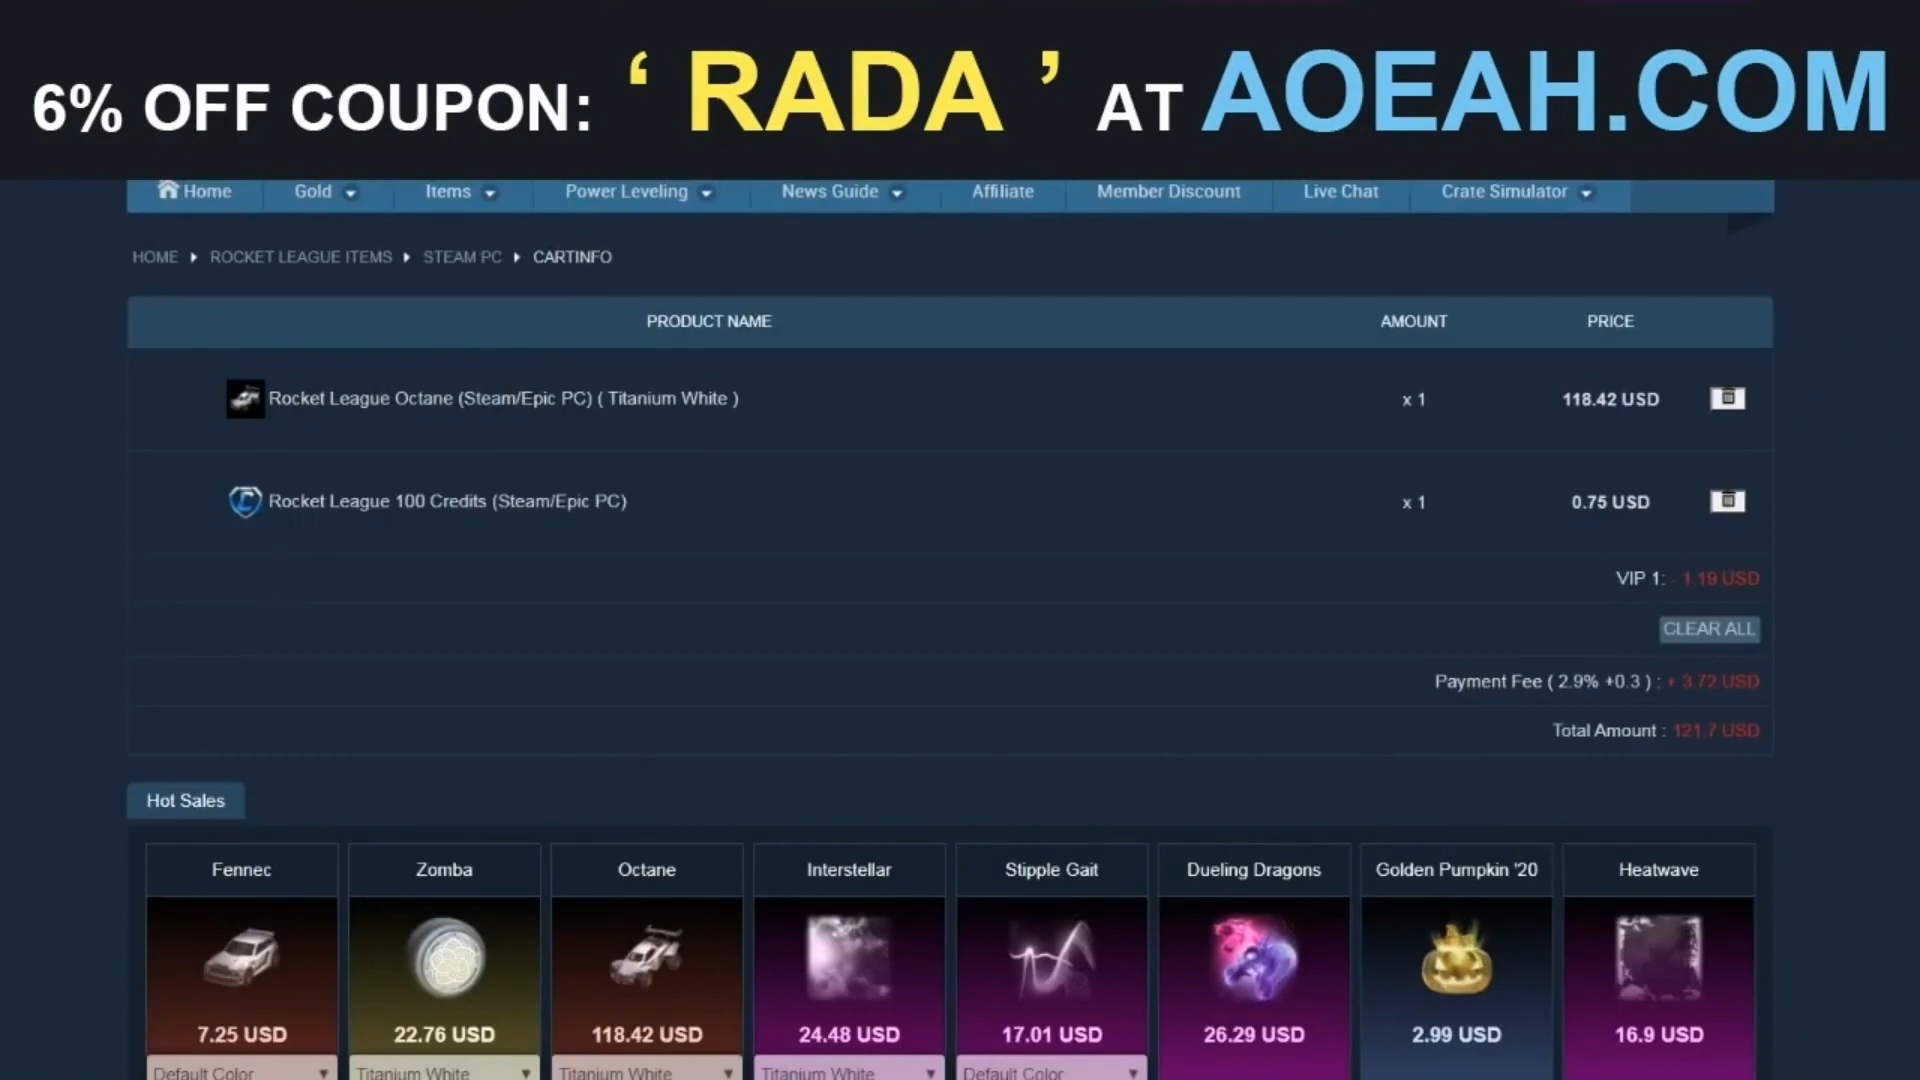 6% OFF COUPON: ‘ RADA ’ AT AOEAH.COM
Home Gold Items Power Leveling News Guide Affiliate Member Discount Live Chat Crate Simulator
HOME ROCKET LEAGUE ITEMS STEAM PC CARTINFO
PRODUCT NAME AMOUNT PRICE
Rocket League Octane (Steam/Epic PC) ( Titanium White ) x 1 118.42 USD
Rocket League 100 Credits (Steam/Epic PC) x 1 0.75 USD
VIP 1: - 1.19 USD
CLEAR ALL
Payment Fee ( 2.9% +0.3 ) : + 3.72 USD
Total Amount : 121.7 USD
Hot Sales
Fennec Zomba Octane Interstellar Stipple Gait Dueling Dragons Golden Pumpkin '20 Heatwave
7.25 USD 22.76 USD 118.42 USD 24.48 USD 17.01 USD 26.29 USD 2.99 USD 16.9 USD
Default Color Titanium White Titanium White Titanium White Default Color